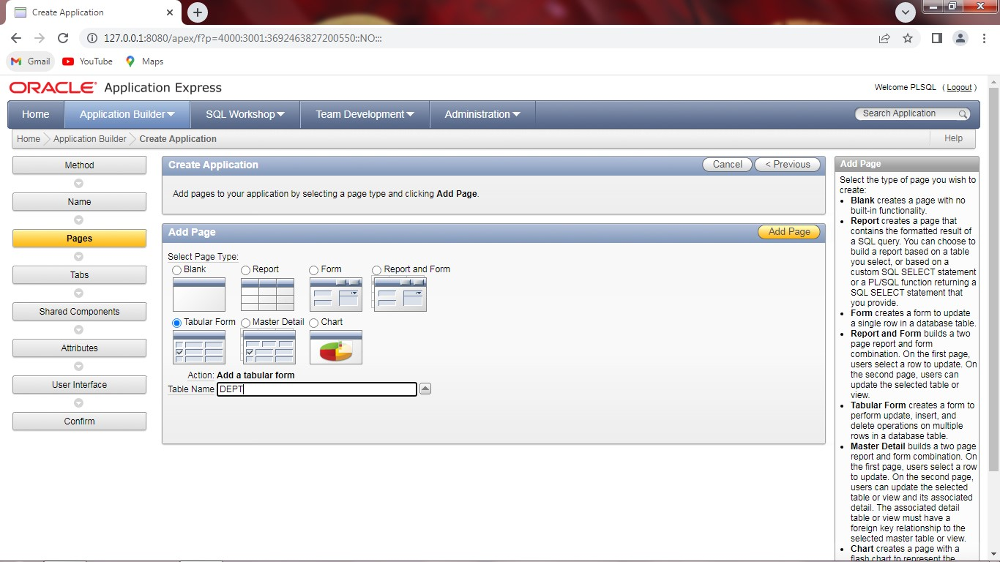 Create Application
127.0.0.1:8080/apex/f?p=4000:3001:3692463827200550::NO:::
Gmail YouTube Maps
ORACLE Application Express
Welcome PLSQL ( Logout )
Home Application Builder SQL Workshop Team Development Administration Search Application
Home Application Builder Create Application Help
Method
Name
Pages
Tabs
Shared Components
Attributes
User Interface
Confirm
Create Application Cancel < Previous
Add pages to your application by selecting a page type and clicking Add Page.
Add Page Add Page
Select Page Type:
Blank Report Form Report and Form
Tabular Form Master Detail Chart
Action: Add a tabular form
Table Name DEPT
Add Page
Select the type of page you wish to
create:
Blank creates a page with no
built-in functionality.
Report creates a page that
contains the formatted result of
a SQL query. You can choose to
build a report based on a table
you select, or based on a
custom SQL SELECT statement
or a PL/SQL function returning a
SQL SELECT statement that
you provide.
Form creates a form to update
a single row in a database table.
Report and Form builds a two
page report and form
combination. On the first page,
users select a row to update. On
the second page, users can
update the selected table or
view.
Tabular Form creates a form to
perform update, insert, and
delete operations on multiple
rows in a database table.
Master Detail builds a two page
report and form combination. On
the first page, users select a row
to update. On the second page,
users can update the selected
table or view and its associated
detail. The associated detail
table or view must have a
foreign key relationship to the
selected master table or view.
Chart creates a page with a
flash chart to represent the